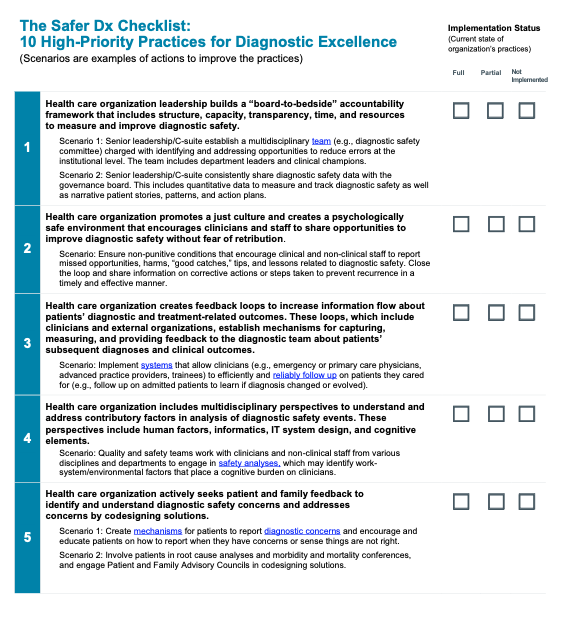 The Safer Dx Checklist:
10 High-Priority Practices for Diagnostic Excellence
(Scenarios are examples of actions to improve the practices)
Implementation Status
(Current state of
organization's practices)
Full
Partial
Not
Implemented
1
Health care organization leadership builds a “board-to-bedside” accountability
framework that includes structure, capacity, transparency, time, and resources
to measure and improve diagnostic safety.
Scenario 1: Senior leadership/C-suite establish a multidisciplinary team (e.g., diagnostic safety
committee) charged with identifying and addressing opportunities to reduce errors at the
institutional level. The team includes department leaders and clinical champions.
Scenario 2: Senior leadership/C-suite consistently share diagnostic safety data with the
governance board. This includes quantitative data to measure and track diagnostic safety as well
as narrative patient stories, patterns, and action plans.
2
Health care organization promotes a just culture and creates a psychologically
safe environment that encourages clinicians and staff to share opportunities to
improve diagnostic safety without fear of retribution.
Scenario: Ensure non-punitive conditions that encourage clinical and non-clinical staff to report
missed opportunities, harms, “good catches,” tips, and lessons related to diagnostic safety. Close
the loop and share information on corrective actions or steps taken to prevent recurrence in a
timely and effective manner.
3
Health care organization creates feedback loops to increase information flow about
patients' diagnostic and treatment-related outcomes. These loops, which include
clinicians and external organizations, establish mechanisms for capturing,
measuring, and providing feedback to the diagnostic team about patients'
subsequent diagnoses and clinical outcomes.
Scenario: Implement systems that allow clinicians (e.g., emergency or primary care physicians,
advanced practice providers, trainees) to efficiently and reliably follow up on patients they cared
for (e.g., follow up on admitted patients to learn if diagnosis changed or evolved).
4
Health care organization includes multidisciplinary perspectives to understand and
address contributory factors in analysis of diagnostic safety events. These
perspectives include human factors, informatics, IT system design, and cognitive
elements.
Scenario: Quality and safety teams work with clinicians and non-clinical staff from various
disciplines and departments to engage in safety analyses, which may identify work-
system/environmental factors that place a cognitive burden on clinicians.
5
Health care organization actively seeks patient and family feedback to
identify and understand diagnostic safety concerns and addresses
concerns by codesigning solutions.
Scenario 1: Create mechanisms for patients to report diagnostic concerns and encourage and
educate patients on how to report when they have concerns or sense things are not right.
Scenario 2: Involve patients in root cause analyses and morbidity and mortality conferences,
and engage Patient and Family Advisory Councils in codesigning solutions.